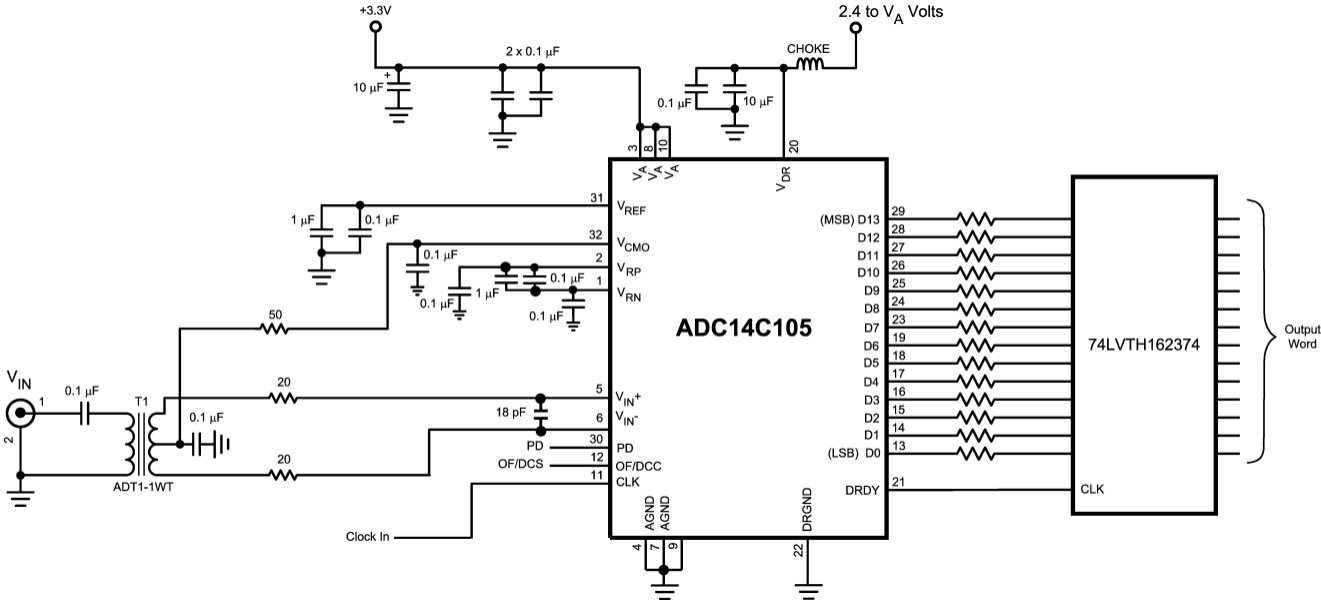 +3.3V
2.4 to VA Volts
2 x 0.1 µF
CHOKE
+
10 µF
0.1 µF
10 µF
3
8
10
20
VA
VA
VA
VDR
31
VREF
1 µF
0.1 µF
32
VCMO
0.1 µF
2
VRP
0.1 µF
1 µF
0.1 µF
1
VRN
0.1 µF
50
ADC14C105
(MSB) D13
29
D12
28
D11
27
D10
26
D9
25
D8
24
D7
23
D6
19
D5
18
D4
17
D3
16
D2
15
D1
14
(LSB) D0
13
DRDY
21
74LVTH162374
CLK
Output
Word
VIN
1
2
0.1 µF
T1
0.1 µF
ADT1-1WT
20
20
18 pF
5
VIN+
6
VIN-
PD
30
PD
OF/DCS
12
OF/DCC
11
CLK
Clock In
AGND
AGND
DRGND
4
7
9
22